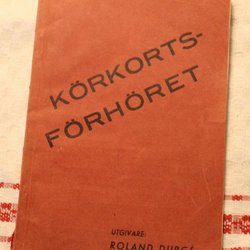 KÖRKORTS-
FÖRHÖRET
UTGIVARE:
ROLAND